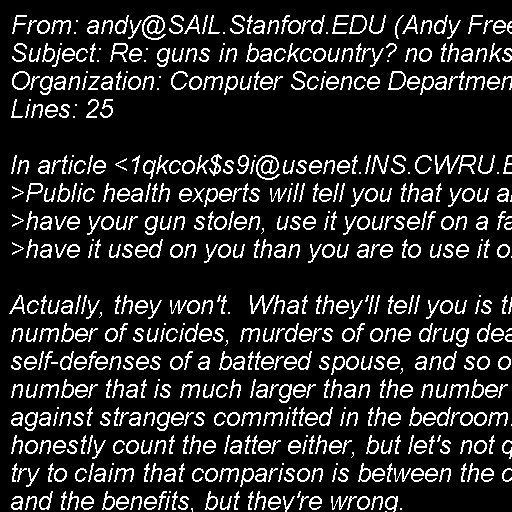 From: andy@SAIL.Stanford.EDU (Andy Free
Subject: Re: guns in backcountry? no thanks
Organization: Computer Science Departmen
Lines: 25

In article <1qkcok$s9i@usenet.INS.CWRU.E
>Public health experts will tell you that you a
>have your gun stolen, use it yourself on a fa
>have it used on you than you are to use it o

Actually, they won't.  What they'll tell you is th
number of suicides, murders of one drug dea
self-defenses of a battered spouse, and so o
number that is much larger than the number
against strangers committed in the bedroom.
honestly count the latter either, but let's not q
try to claim that comparison is between the c
and the benefits, but they're wrong.